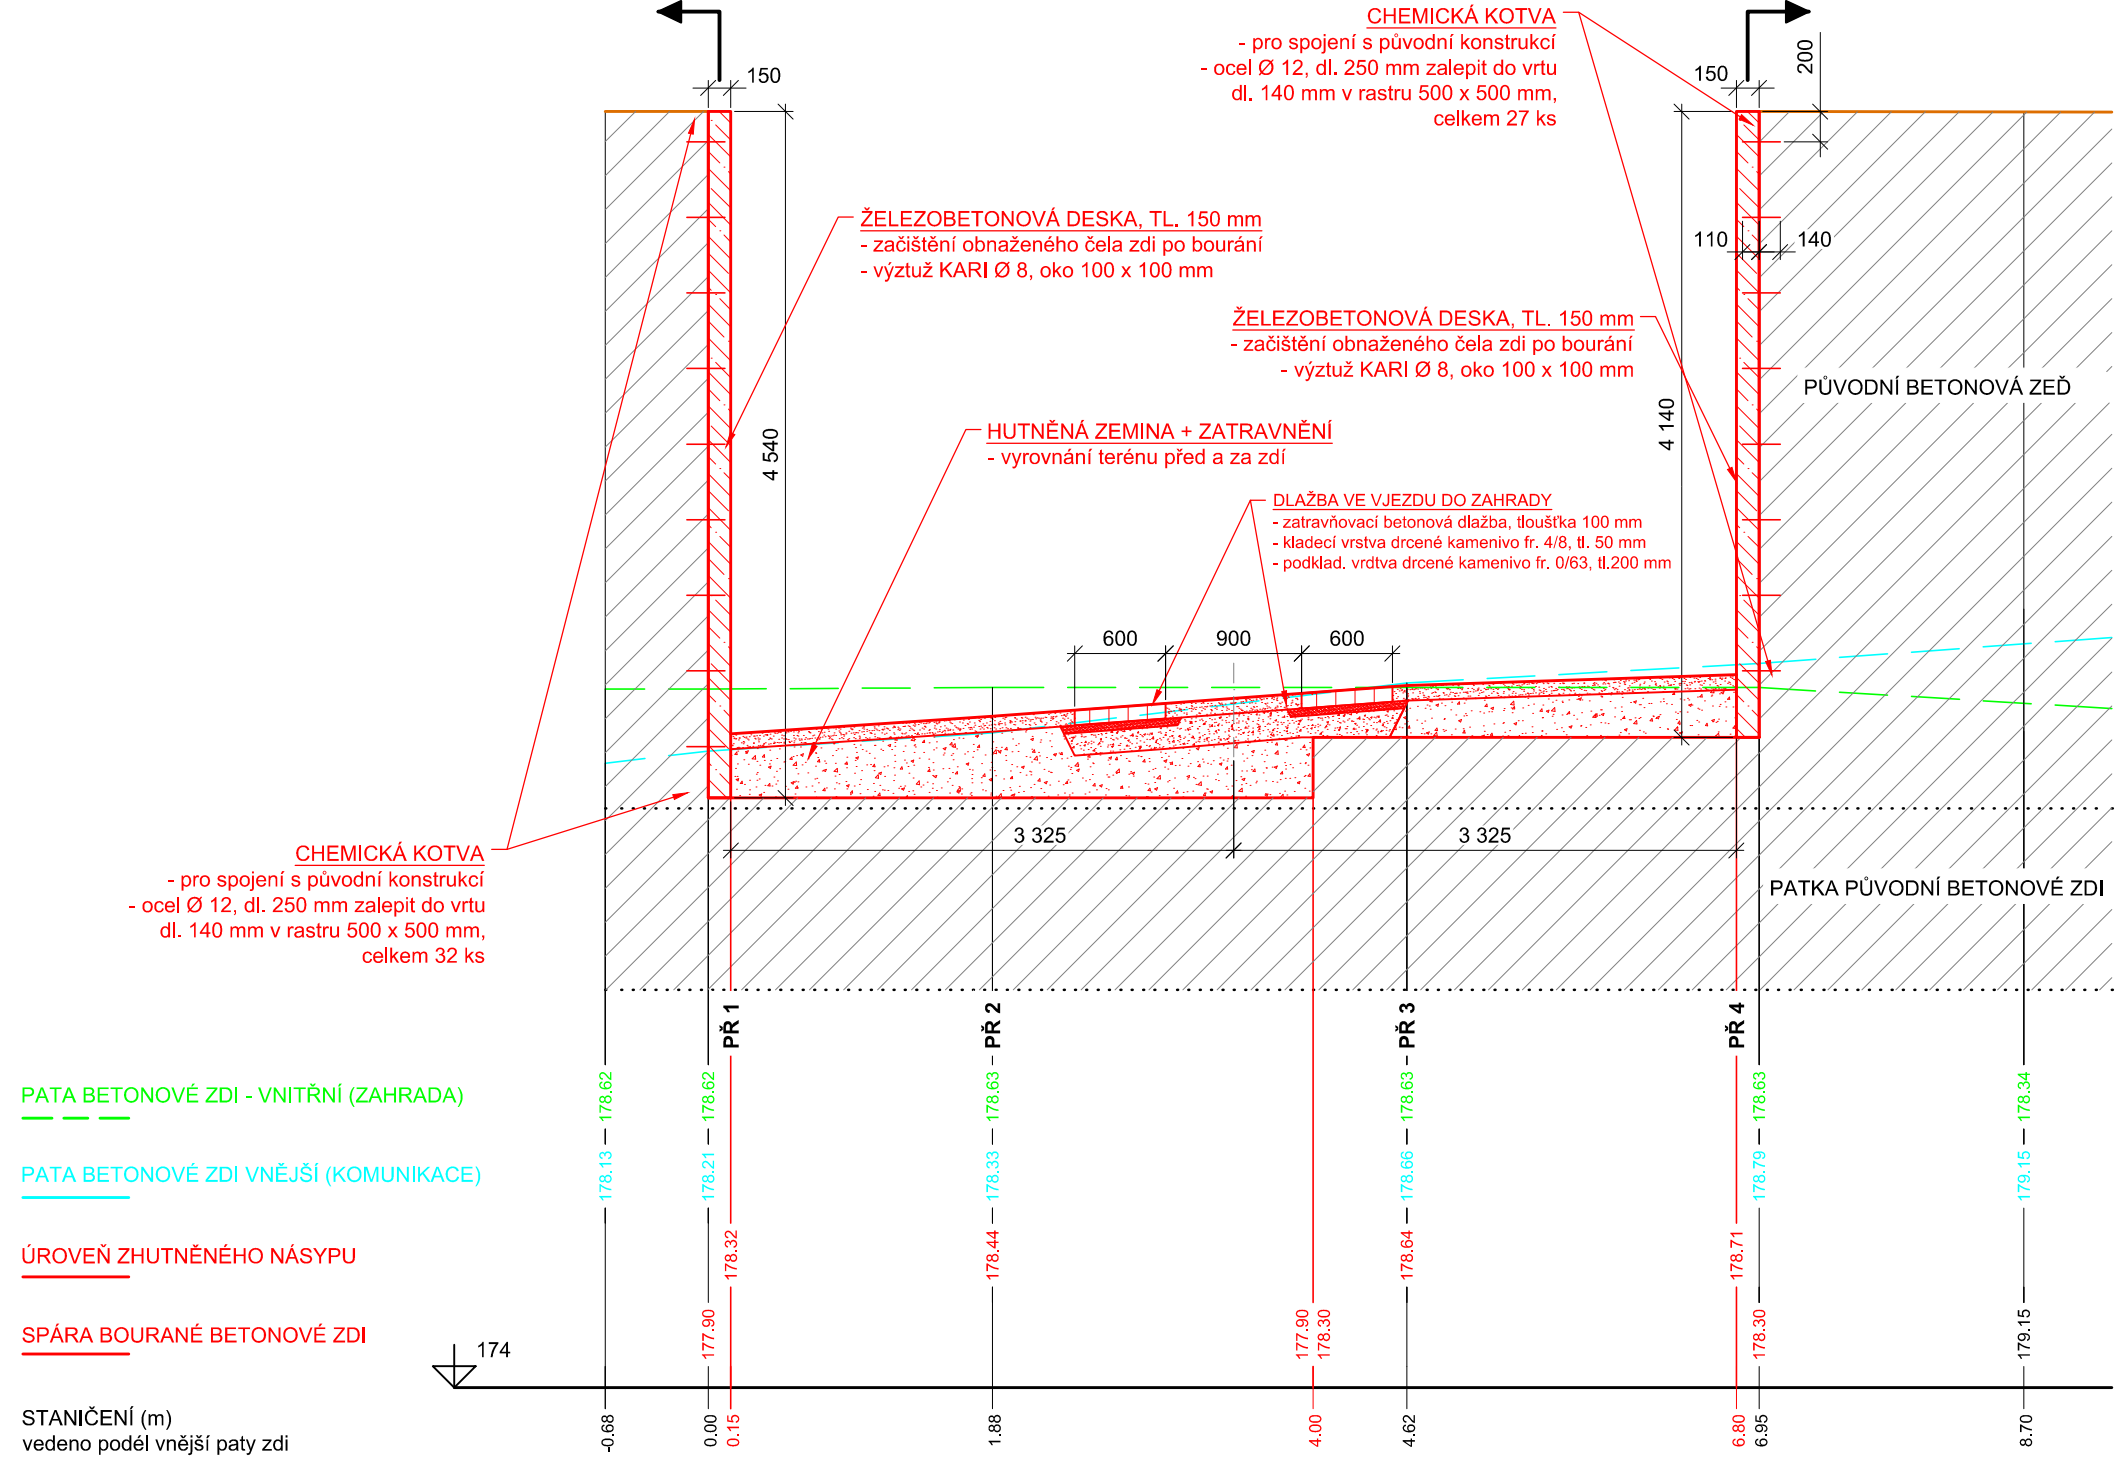 CHEMICKÁ KOTVA
- pro spojení s původní konstrukcí
- ocel Ø 12, dl. 250 mm zalepit do vrtu
dl. 140 mm v rastru 500 x 500 mm,
celkem 27 ks
150
150
200
ŽELEZOBETONOVÁ DESKA, TL. 150 mm
- začištění obnaženého čela zdi po bourání
- výztuž KARI Ø 8, oko 100 x 100 mm
110
140
ŽELEZOBETONOVÁ DESKA, TL. 150 mm
- začištění obnaženého čela zdi po bourání
- výztuž KARI Ø 8, oko 100 x 100 mm
PŮVODNÍ BETONOVÁ ZEĎ
4 540
4 140
HUTNĚNÁ ZEMINA + ZATRAVNĚNÍ
- vyrovnání terénu před a za zdí
DLAŽBA VE VJEZDU DO ZAHRADY
- zatravňovací betonová dlažba, tloušťka 100 mm
- kladecí vrstva drcené kamenivo fr. 4/8, tl. 50 mm
- podklad. vrdtva drcené kamenivo fr. 0/63, tl.200 mm
600
900
600
3 325
3 325
CHEMICKÁ KOTVA
- pro spojení s původní konstrukcí
- ocel Ø 12, dl. 250 mm zalepit do vrtu
dl. 140 mm v rastru 500 x 500 mm,
celkem 32 ks
PATKA PŮVODNÍ BETONOVÉ ZDI
PŘ 1
PŘ 2
PŘ 3
PŘ 4
PATA BETONOVÉ ZDI - VNITŘNÍ (ZAHRADA)
178.62
178.62
178.63
178.63
178.63
178.34
PATA BETONOVÉ ZDI VNĚJŠÍ (KOMUNIKACE)
178.13
178.21
178.33
178.66
178.79
179.15
ÚROVEŇ ZHUTNĚNÉHO NÁSYPU
178.32
178.44
178.64
178.71
SPÁRA BOURANÉ BETONOVÉ ZDI
177.90
177.90
178.30
178.30
179.15
174
STANIČENÍ (m)
vedeno podél vnější paty zdi
-0.68
0.00
0.15
1.88
4.00
4.62
6.80
6.95
8.70